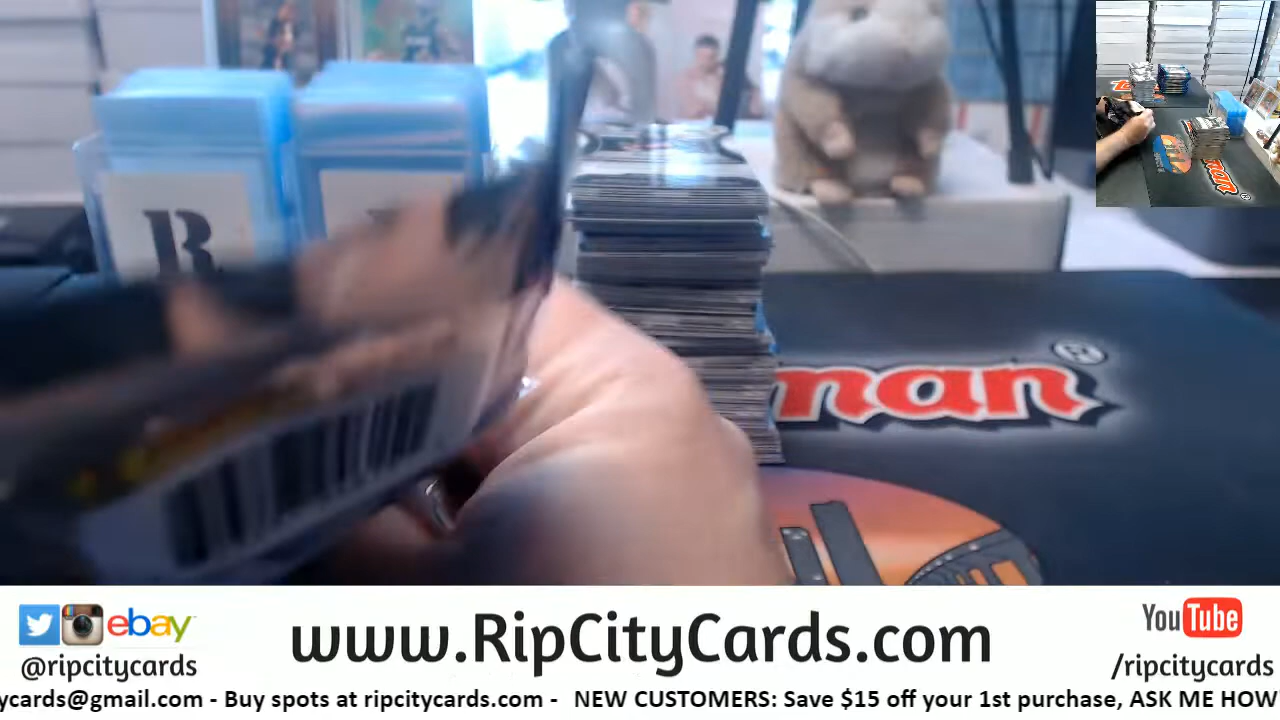 R
man®
ebay
@ripcitycards
www.RipCityCards.com
YouTube
/ripcitycards
ycards@gmail.com - Buy spots at ripcitycards.com - NEW CUSTOMERS: Save $15 off your 1st purchase, ASK ME HOW
man®